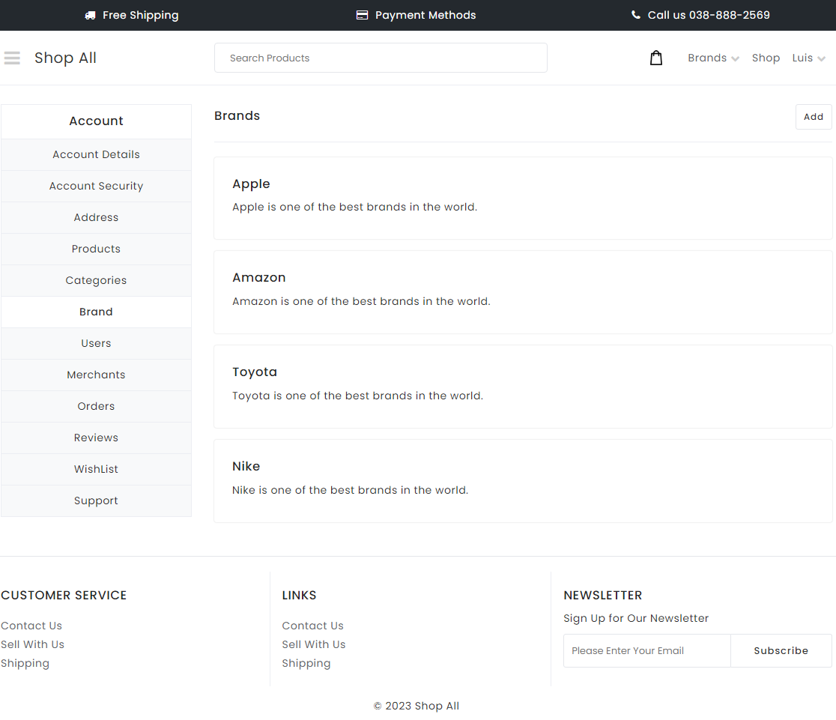 Free Shipping
Payment Methods
Call us 038-888-2569
Shop All
Search Products
Brands
Shop
Luis
Account
Account Details
Account Security
Address
Products
Categories
Brand
Users
Merchants
Orders
Reviews
WishList
Support
Brands
Add
Apple
Apple is one of the best brands in the world.
Amazon
Amazon is one of the best brands in the world.
Toyota
Toyota is one of the best brands in the world.
Nike
Nike is one of the best brands in the world.
CUSTOMER SERVICE
Contact Us
Sell With Us
Shipping
LINKS
Contact Us
Sell With Us
Shipping
NEWSLETTER
Sign Up for Our Newsletter
Please Enter Your Email
Subscribe
© 2023 Shop All